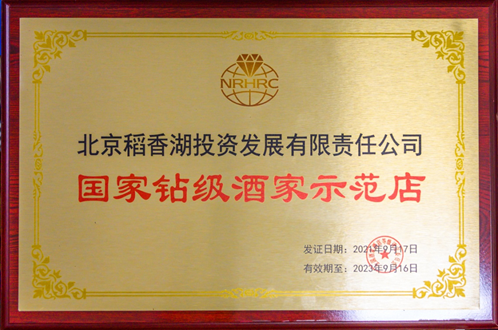 NRHRC
北京稻香湖投资发展有限责任公司
国家钻级酒家示范店
发证日期：2021年9月17日
有效期至：2023年9月16日